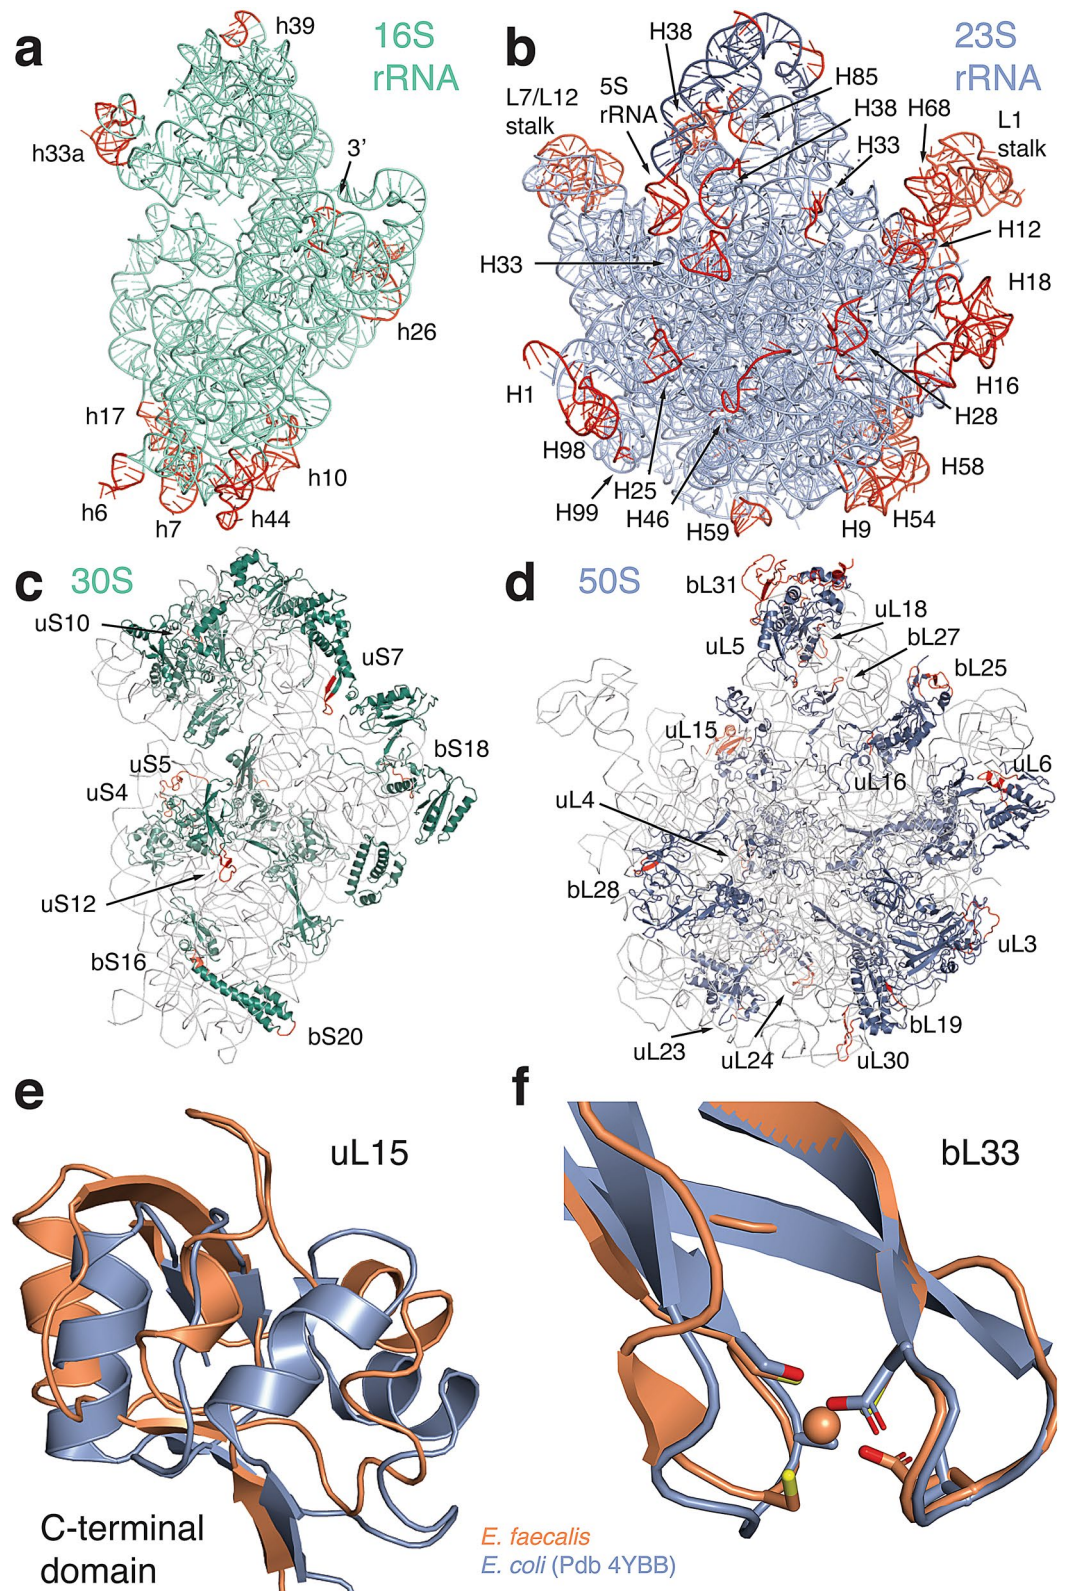 a
16S
rRNA
h39
h33a
3’
h26
h17
h10
h6
h7
h44
b
23S
rRNA
H38
L7/L12
stalk
5S
rRNA
H85
H38
H68
L1
stalk
H33
H12
H33
H18
H16
H1
H28
H98
H58
H25
H99
H46
H59
H9
H54
c
30S
uS10
uS7
bS18
uS5
uS4
uS12
bS16
bS20
d
50S
bL31
uL18
uL5
bL27
bL25
uL15
uL6
uL16
uL4
bL28
uL3
bL19
uL23
uL24
uL30
e
uL15
C-terminal
domain
f
bL33
E. faecalis
E. coli (Pdb 4YBB)